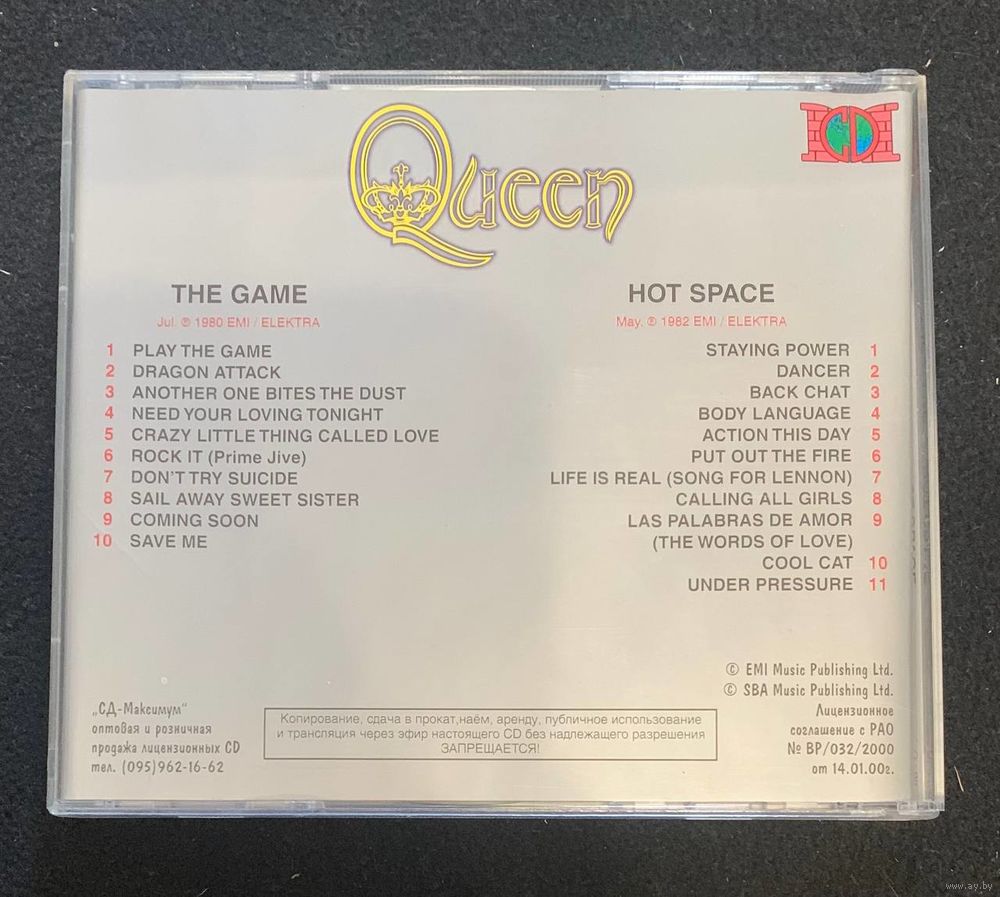 Queen
CD
THE GAME
Jul. ℗ 1980 EMI / ELEKTRA
1 PLAY THE GAME
2 DRAGON ATTACK
3 ANOTHER ONE BITES THE DUST
4 NEED YOUR LOVING TONIGHT
5 CRAZY LITTLE THING CALLED LOVE
6 ROCK IT (Prime Jive)
7 DON'T TRY SUICIDE
8 SAIL AWAY SWEET SISTER
9 COMING SOON
10 SAVE ME
HOT SPACE
May. ℗ 1982 EMI / ELEKTRA
STAYING POWER 1
DANCER 2
BACK CHAT 3
BODY LANGUAGE 4
ACTION THIS DAY 5
PUT OUT THE FIRE 6
LIFE IS REAL (SONG FOR LENNON) 7
CALLING ALL GIRLS 8
LAS PALABRAS DE AMOR 9
(THE WORDS OF LOVE)
COOL CAT 10
UNDER PRESSURE 11
„СД-Максимум"
оптовая и розничная
продажа лицензионных CD
тел. (095)962-16-62
Копирование, сдача в прокат,наём, аренду, публичное использование
и трансляция через эфир настоящего CD без надлежащего разрешения
ЗАПРЕЩАЕТСЯ!
© EMI Music Publishing Ltd.
© SBA Music Publishing Ltd.
Лицензионное
соглашение с РАО
№ ВР/032/2000
от 14.01.00г.
www.ay.by